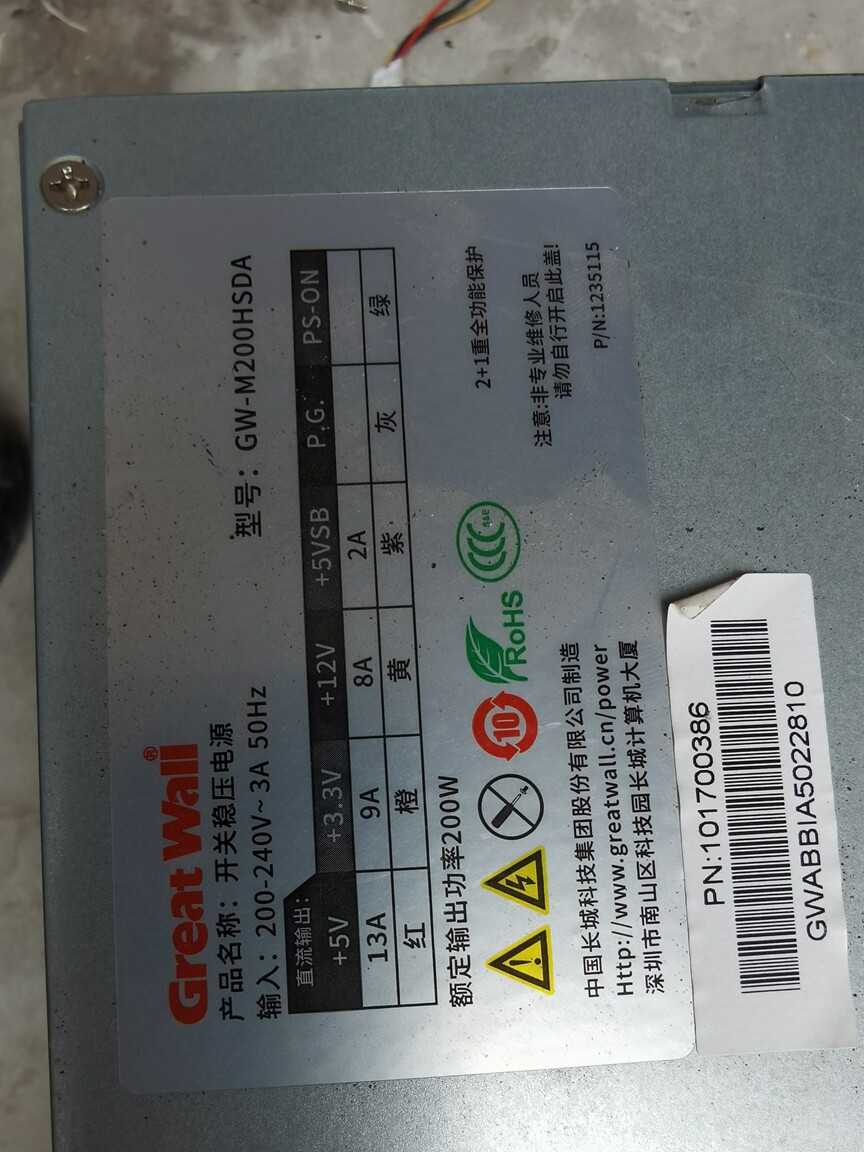 Great Wall®
产品名称：开关稳压电源
型号：GW-M200HSDA
输入：200-240V~ 3A 50Hz
直流输出：
+5V +3.3V +12V +5VSB P.G. PS-ON
13A 9A 8A 2A
红 橙 黄 紫 灰 绿
额定输出功率200W
2+1重全功能保护
10
RoHS
CCC S&E
注意:非专业维修人员
请勿自行开启此盖!
中国长城科技集团股份有限公司制造
Http://www.greatwall.cn/power
深圳市南山区科技园长城计算机大厦
P/N:1235115
PN:101700386
GWABBIA5022810